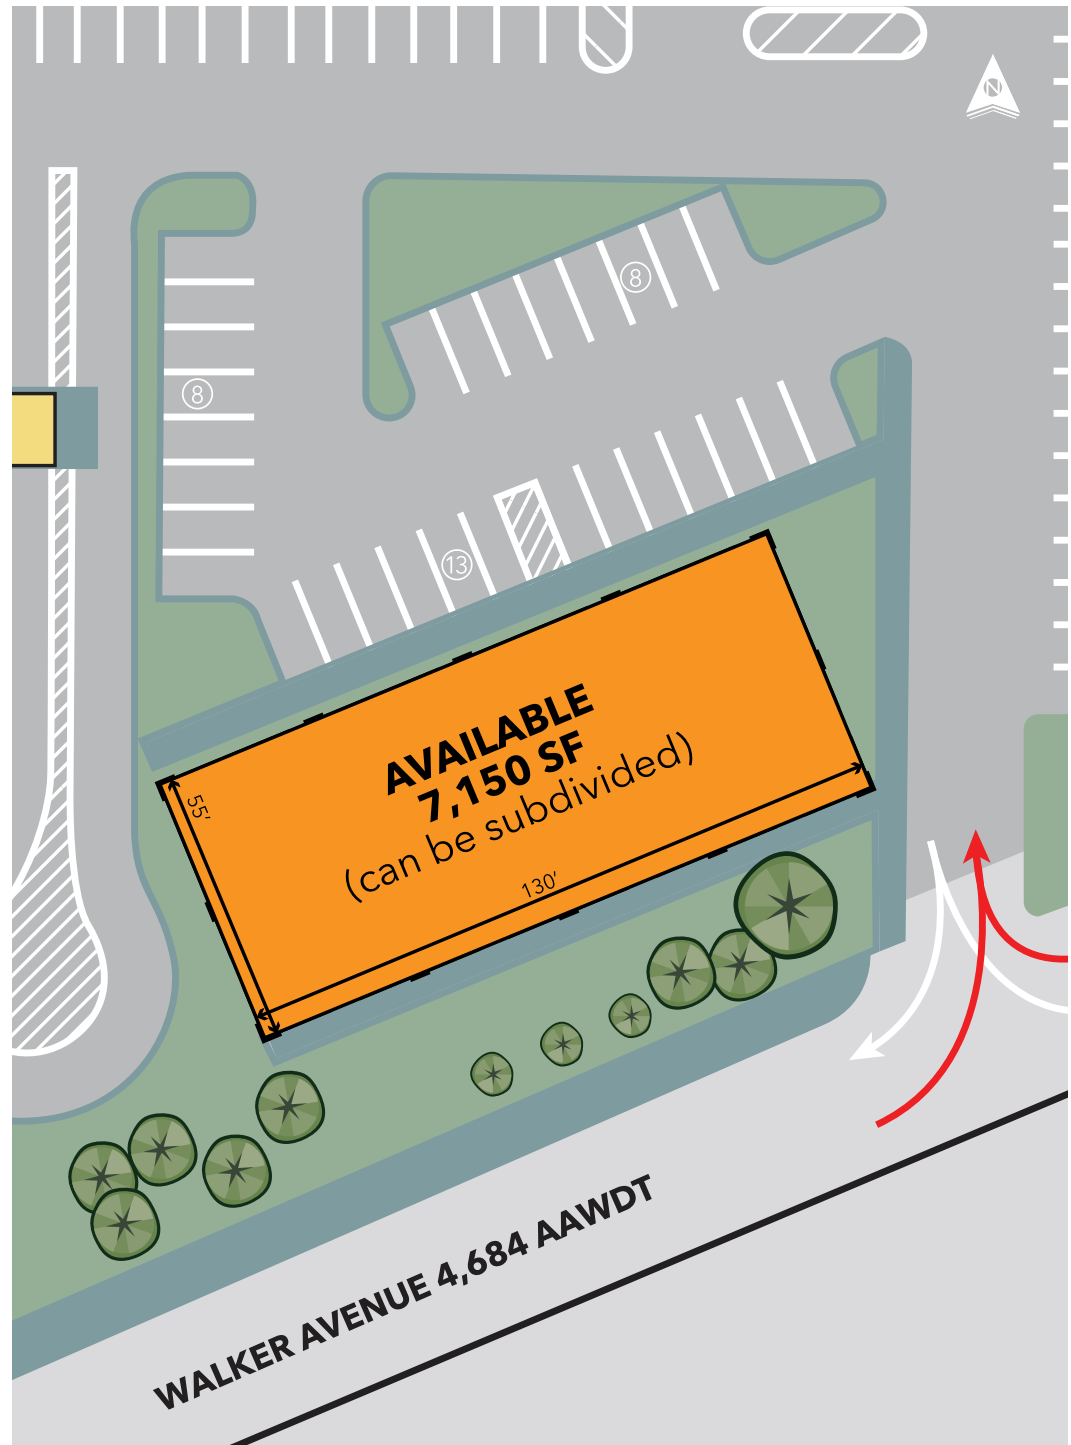 N
8
8
13
AVAILABLE
7,150 SF
(can be subdivided)
55'
130'
WALKER AVENUE 4,684 AAWDT